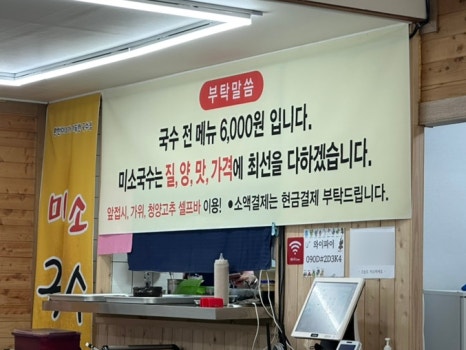 부탁말씀
국수 전 메뉴 6,000원 입니다.
미소국수는 질, 양, 맛, 가격에 최선을 다하겠습니다.
앞접시, 가위, 청양고추 셀프바 이용! ●소액결제는 현금결제 부탁드립니다.
미소
국수
와이파이
090D#2D3K4